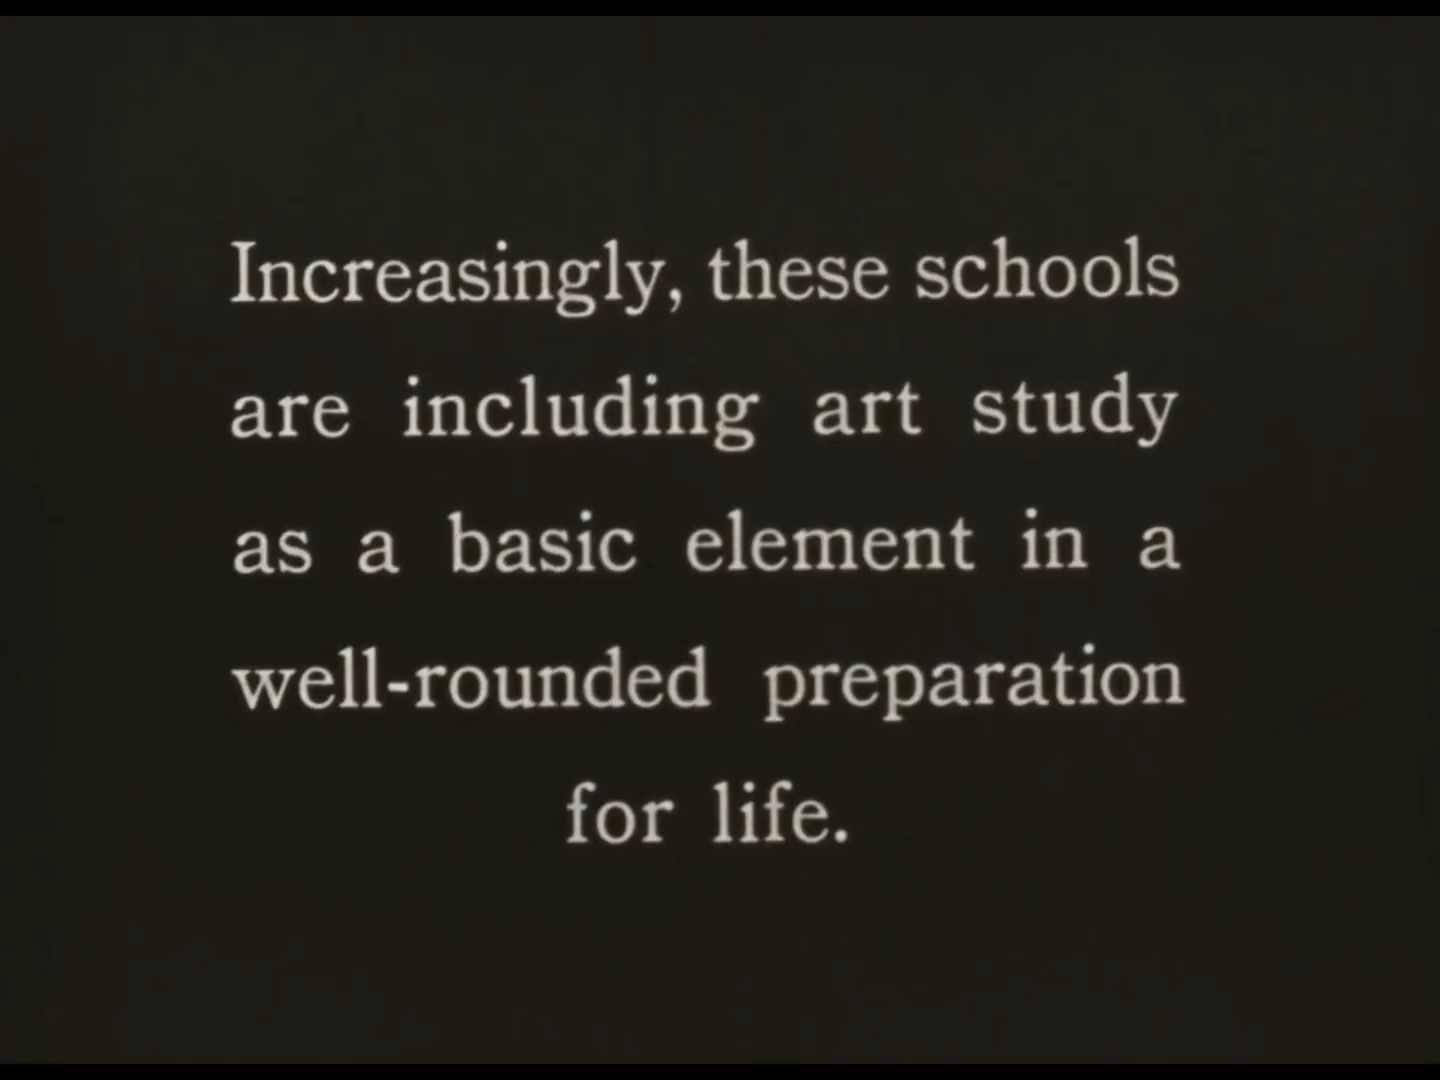 Increasingly, these schools
are including art study
as a basic element in a
well-rounded preparation
for life.